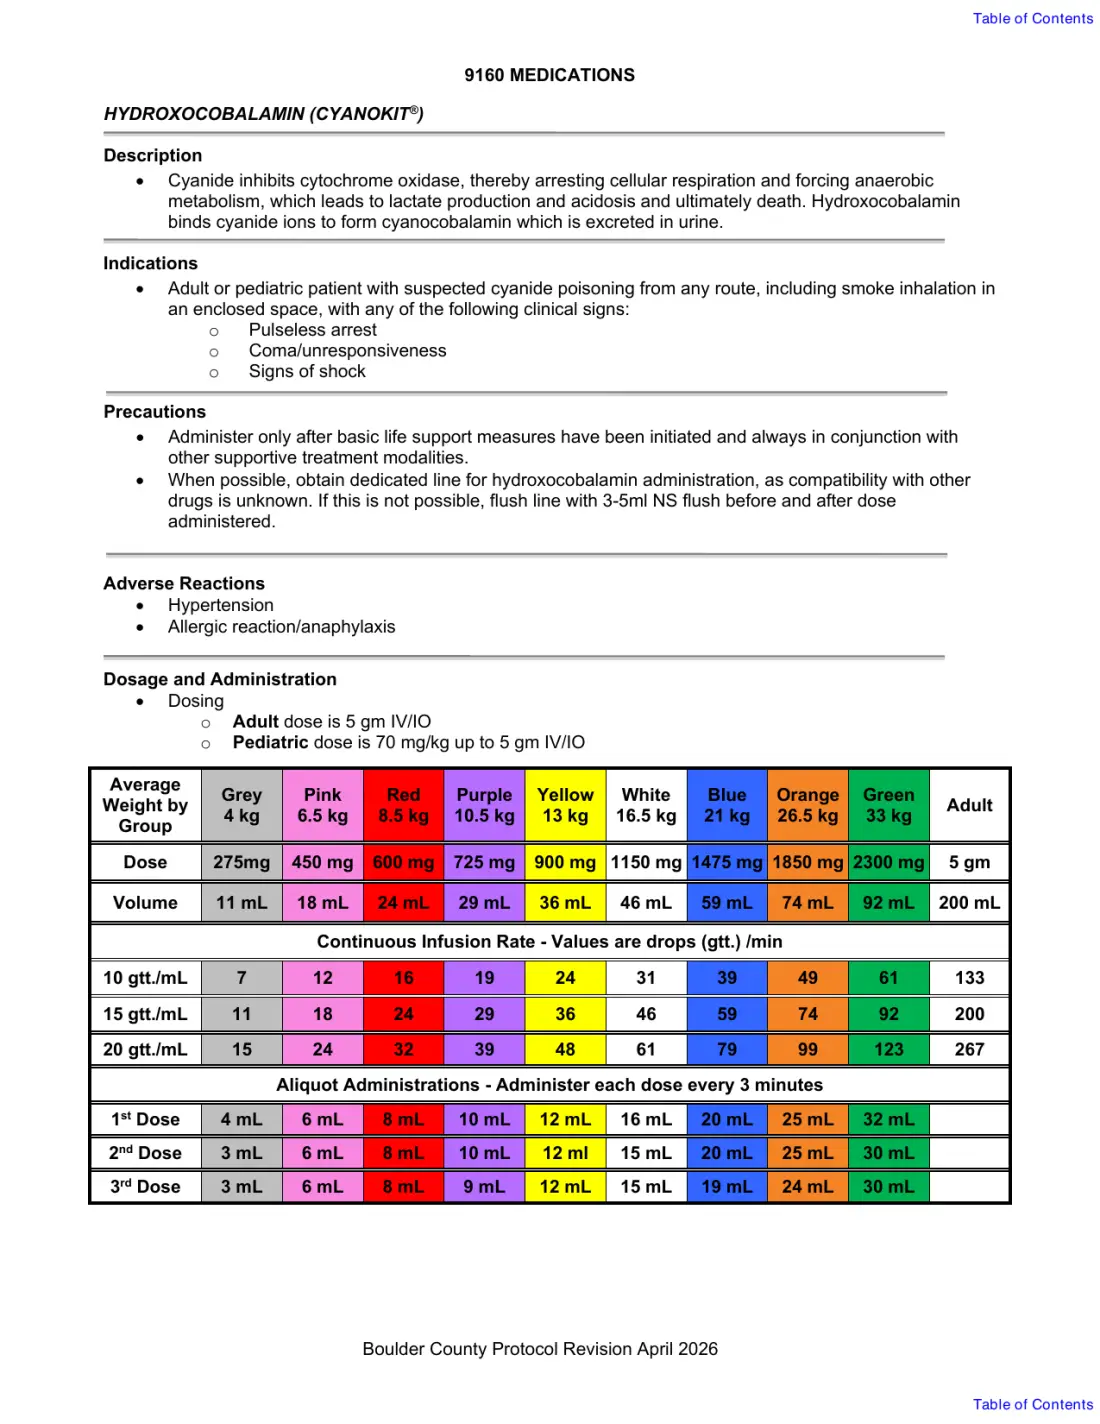 Table of Contents
9160 MEDICATIONS
HYDROXOCOBALAMIN (CYANOKIT®)
Description
• Cyanide inhibits cytochrome oxidase, thereby arresting cellular respiration and forcing anaerobic
metabolism, which leads to lactate production and acidosis and ultimately death. Hydroxocobalamin
binds cyanide ions to form cyanocobalamin which is excreted in urine.
Indications
• Adult or pediatric patient with suspected cyanide poisoning from any route, including smoke inhalation in
an enclosed space, with any of the following clinical signs:
o Pulseless arrest
o Coma/unresponsiveness
o Signs of shock
Precautions
• Administer only after basic life support measures have been initiated and always in conjunction with
other supportive treatment modalities.
• When possible, obtain dedicated line for hydroxocobalamin administration, as compatibility with other
drugs is unknown. If this is not possible, flush line with 3-5ml NS flush before and after dose
administered.
Adverse Reactions
• Hypertension
• Allergic reaction/anaphylaxis
Dosage and Administration
• Dosing
o Adult dose is 5 gm IV/IO
o Pediatric dose is 70 mg/kg up to 5 gm IV/IO
Average Weight by Group Grey 4 kg Pink 6.5 kg Red 8.5 kg Purple 10.5 kg Yellow 13 kg White 16.5 kg Blue 21 kg Orange 26.5 kg Green 33 kg Adult
Dose 275mg 450 mg 600 mg 725 mg 900 mg 1150 mg 1475 mg 1850 mg 2300 mg 5 gm
Volume 11 mL 18 mL 24 mL 29 mL 36 mL 46 mL 59 mL 74 mL 92 mL 200 mL
Continuous Infusion Rate - Values are drops (gtt.) /min
10 gtt./mL 7 12 16 19 24 31 39 49 61 133
15 gtt./mL 11 18 24 29 36 46 59 74 92 200
20 gtt./mL 15 24 32 39 48 61 79 99 123 267
Aliquot Administrations - Administer each dose every 3 minutes
1st Dose 4 mL 6 mL 8 mL 10 mL 12 mL 16 mL 20 mL 25 mL 32 mL
2nd Dose 3 mL 6 mL 8 mL 10 mL 12 ml 15 mL 20 mL 25 mL 30 mL
3rd Dose 3 mL 6 mL 8 mL 9 mL 12 mL 15 mL 19 mL 24 mL 30 mL
Boulder County Protocol Revision April 2026
Table of Contents